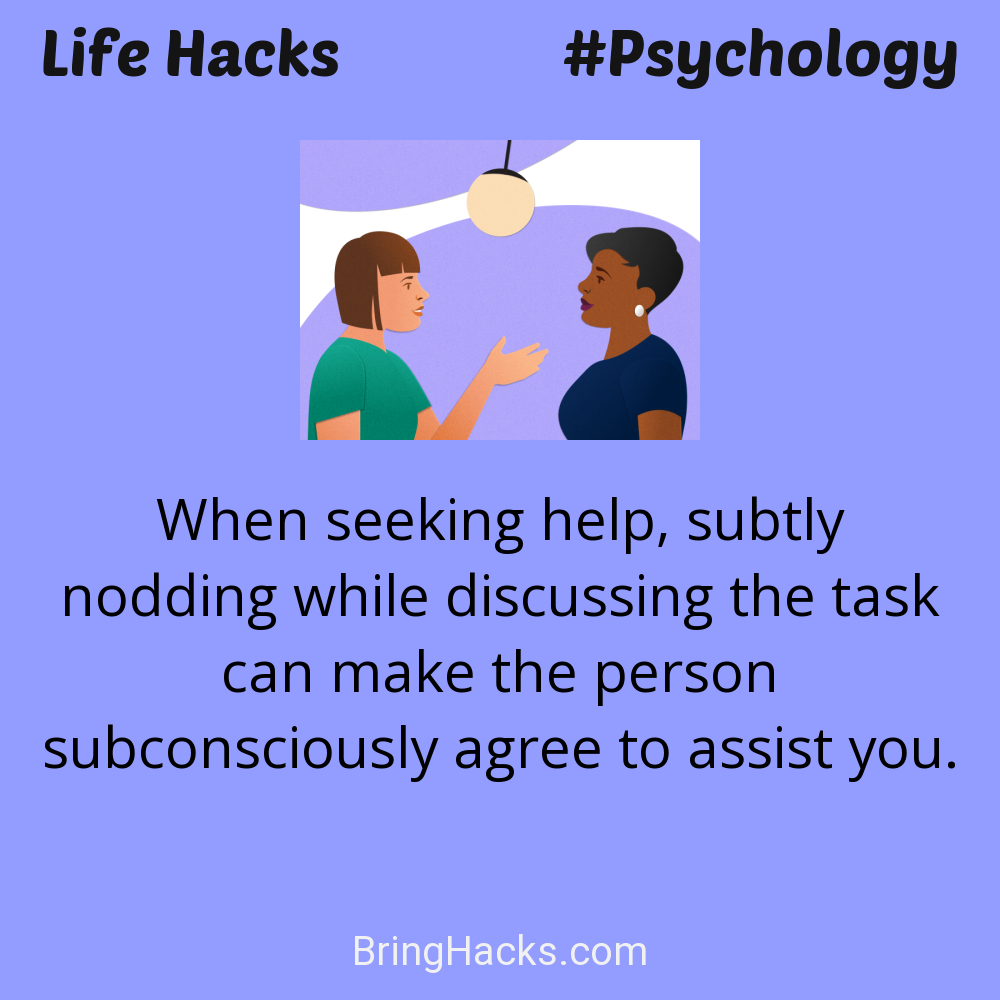 Life Hacks #Psychology
When seeking help, subtly
nodding while discussing the task
can make the person
subconsciously agree to assist you.
BringHacks.com